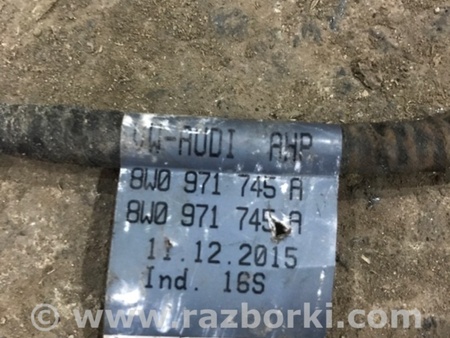 VW-AUDI AHP
8W0 971 745 A
8W0 971 745 A
11.12.2015
Ind. 16S
© www.razborki.com